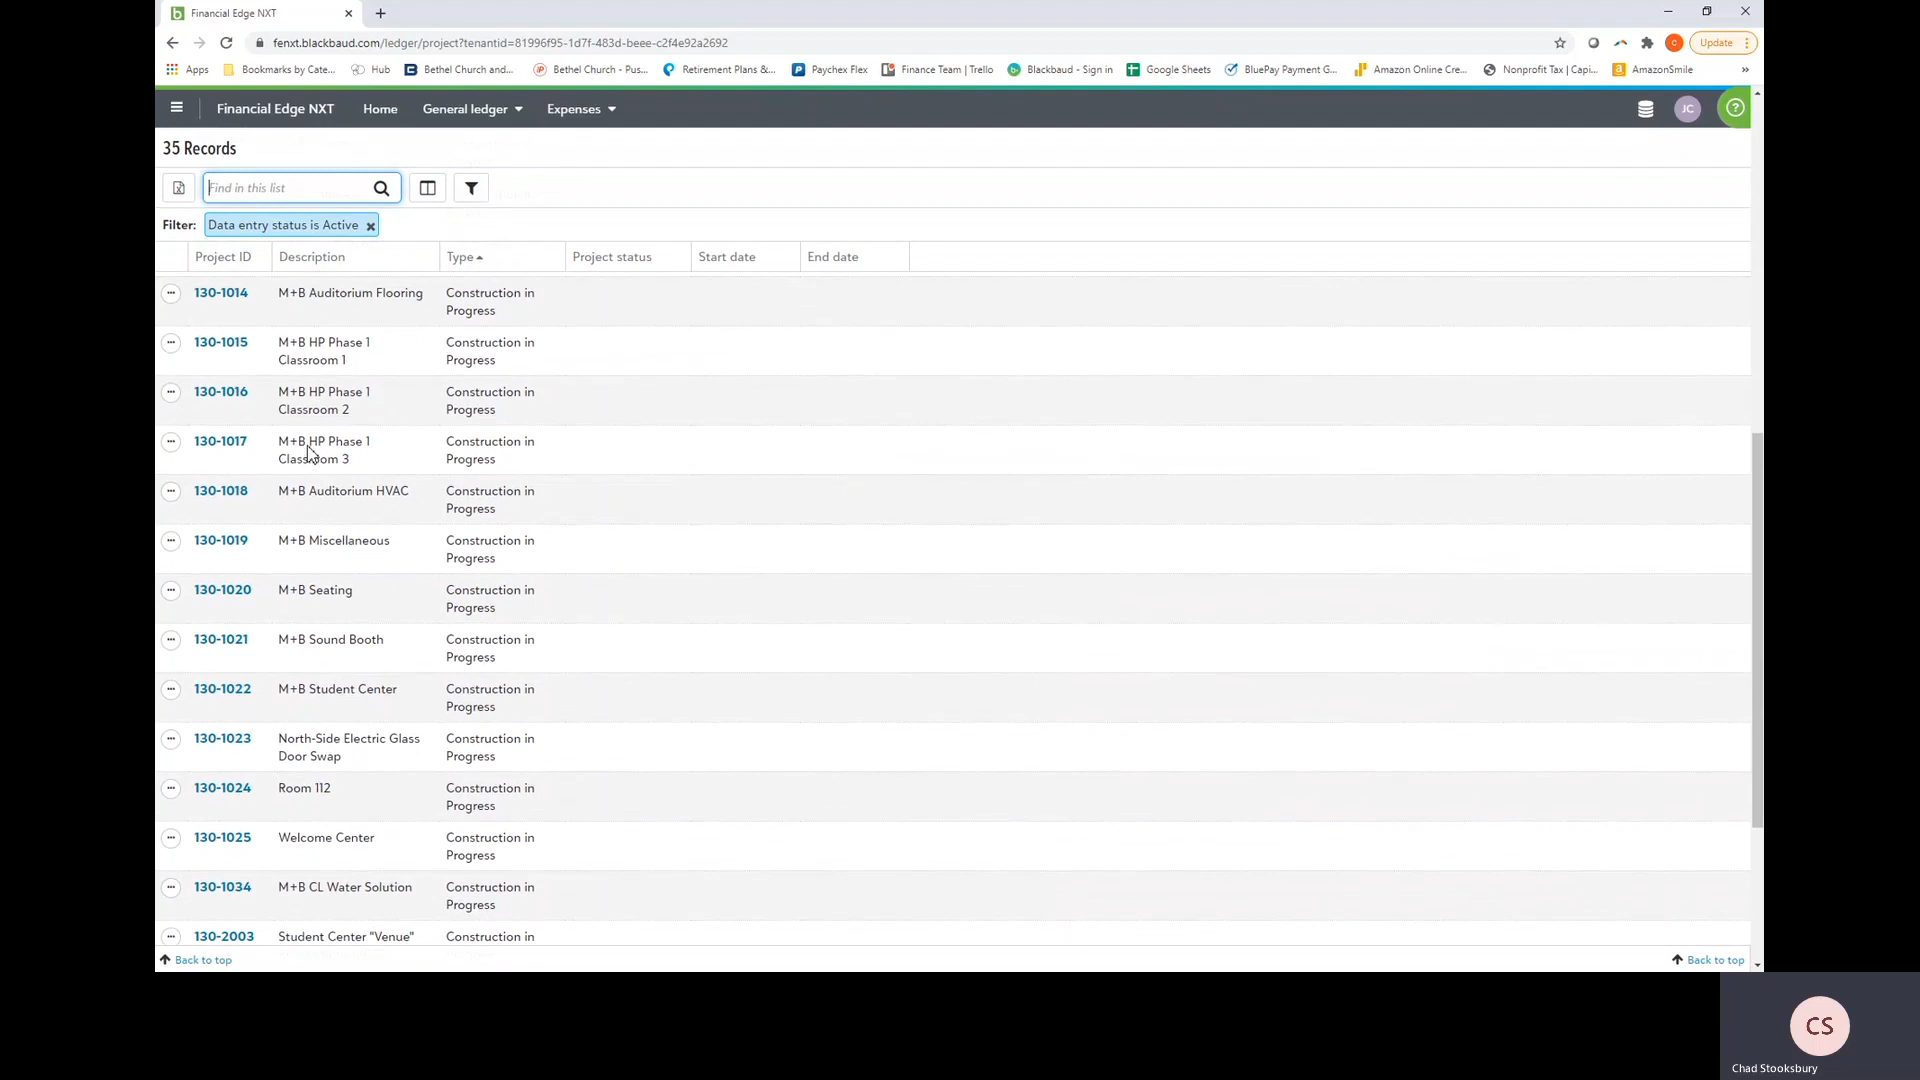 Financial Edge NXT
fenxt.blackbaud.com/ledger/project?tenantid=81996f95-1d7f-483d-beee-c2f4e92a2692
Update
Apps
Bookmarks by Cate...
Hub
Bethel Church and...
Bethel Church - Pus...
Retirement Plans &...
Paychex Flex
Finance Team | Trello
Blackbaud - Sign in
Google Sheets
BluePay Payment G...
Amazon Online Cre...
Nonprofit Tax | Capi...
AmazonSmile
»
Financial Edge NXT
Home
General ledger
Expenses
JC
35 Records
Find in this list
Filter: Data entry status is Active
Project ID Description Type Project status Start date End date
130-1014 M+B Auditorium Flooring Construction in
Progress
130-1015 M+B HP Phase 1 Construction in
Classroom 1 Progress
130-1016 M+B HP Phase 1 Construction in
Classroom 2 Progress
130-1017 M+B HP Phase 1 Construction in
Classroom 3 Progress
130-1018 M+B Auditorium HVAC Construction in
Progress
130-1019 M+B Miscellaneous Construction in
Progress
130-1020 M+B Seating Construction in
Progress
130-1021 M+B Sound Booth Construction in
Progress
130-1022 M+B Student Center Construction in
Progress
130-1023 North-Side Electric Glass Construction in
Door Swap Progress
130-1024 Room 112 Construction in
Progress
130-1025 Welcome Center Construction in
Progress
130-1034 M+B CL Water Solution Construction in
Progress
130-2003 Student Center "Venue" Construction in
Back to top
Back to top
CS
Chad Stooksbury